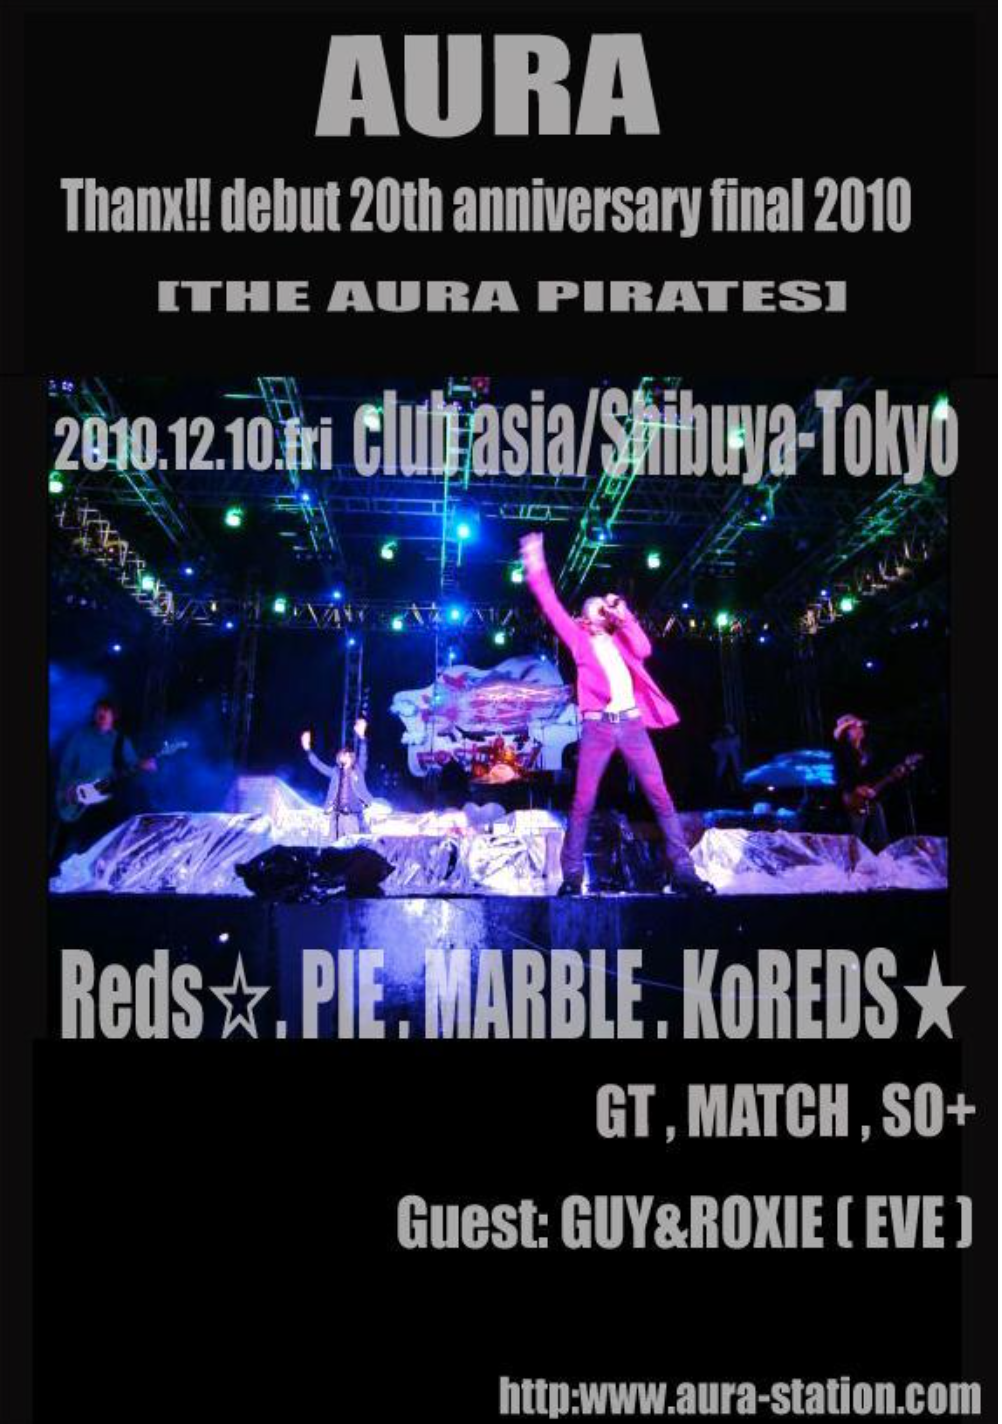 AURA
Thanx!! debut 20th anniversary final 2010
[THE AURA PIRATES]
2010.12.10.fri club asia/Shibuya-Tokyo
Reds☆. PIE . MARBLE . KoREDS★
GT , MATCH , SO+
Guest: GUY&ROXIE ( EVE )
http:www.aura-station.com